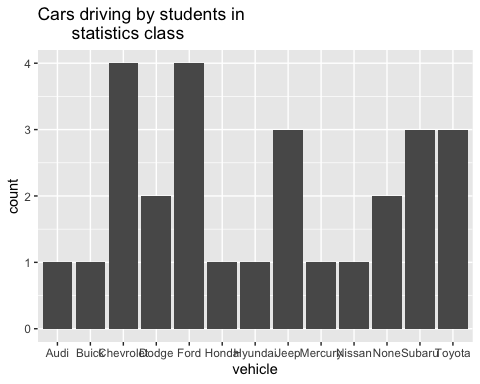 Cars driving by students in
statistics class
4
3
2
1
0
count
Audi Buick Chevrolet Dodge Ford Honda Hyundai Jeep Mercury Nissan None Subaru Toyota
vehicle